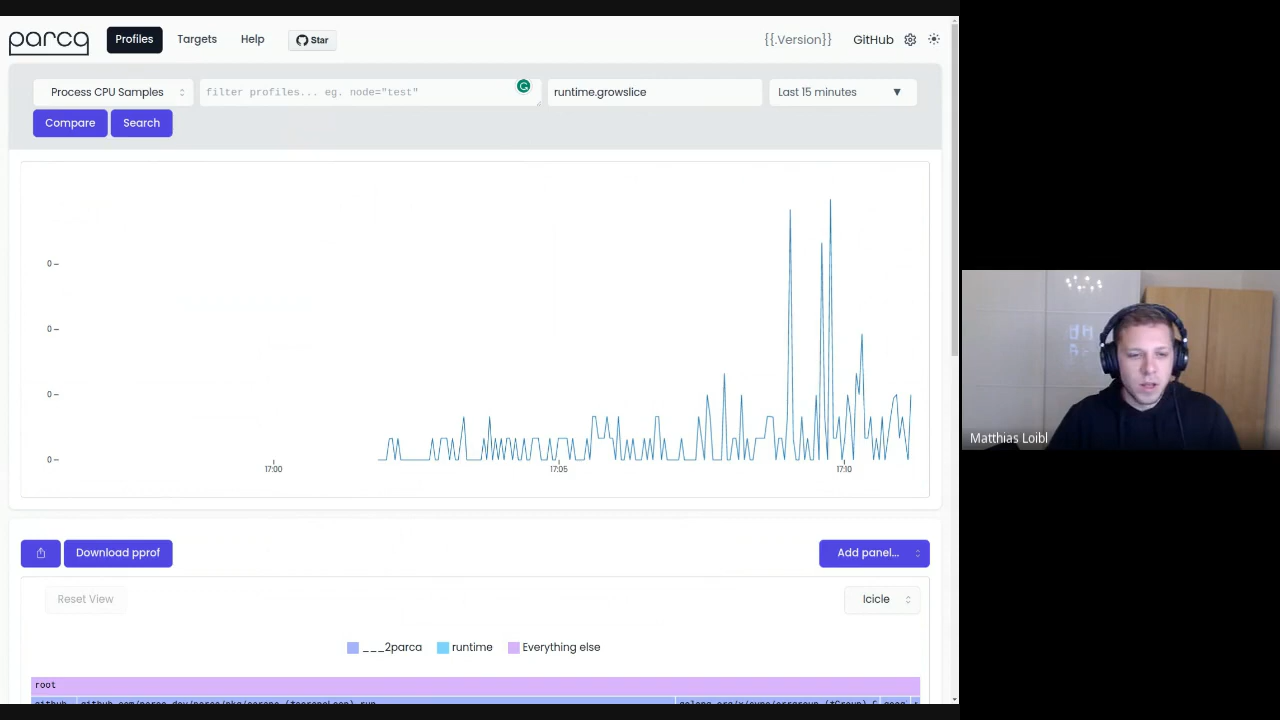 parca Profiles Targets Help Star {{.Version}} GitHub
Process CPU Samples filter profiles... eg. node="test" runtime.growslice Last 15 minutes
Compare Search
0
0
0
0
17:00 17:05 17:10
Download pprof Add panel...
Reset View Icicle
___2parca runtime Everything else
root
Matthias Loibl